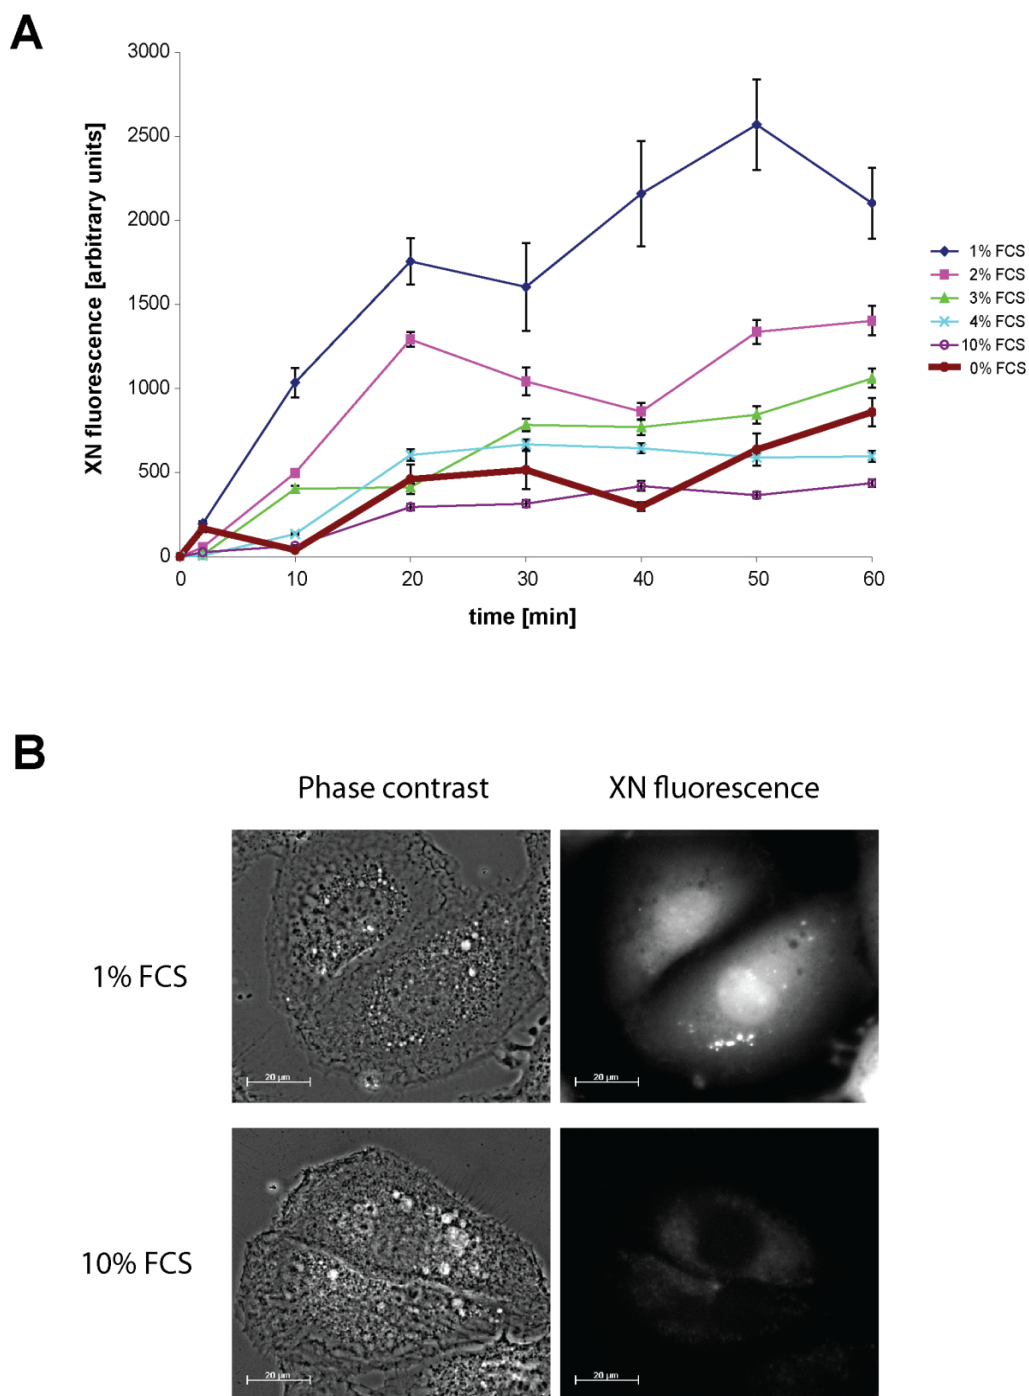 A
3000
2500
2000
1500
1000
500
0
XN fluorescence [arbitrary units]
0 10 20 30 40 50 60
time [min]
1% FCS
2% FCS
3% FCS
4% FCS
10% FCS
0% FCS
B
Phase contrast XN fluorescence
1% FCS
20 µm 20 µm
10% FCS
20 µm 20 µm